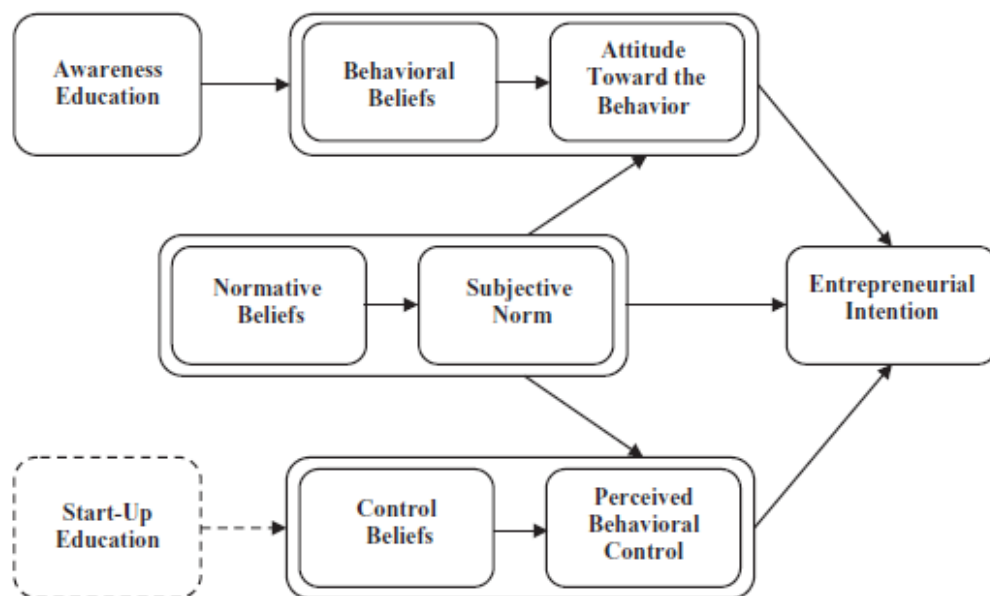 Awareness
Education
Behavioral
Beliefs
Attitude
Toward the
Behavior
Normative
Beliefs
Subjective
Norm
Entrepreneurial
Intention
Start-Up
Education
Control
Beliefs
Perceived
Behavioral
Control